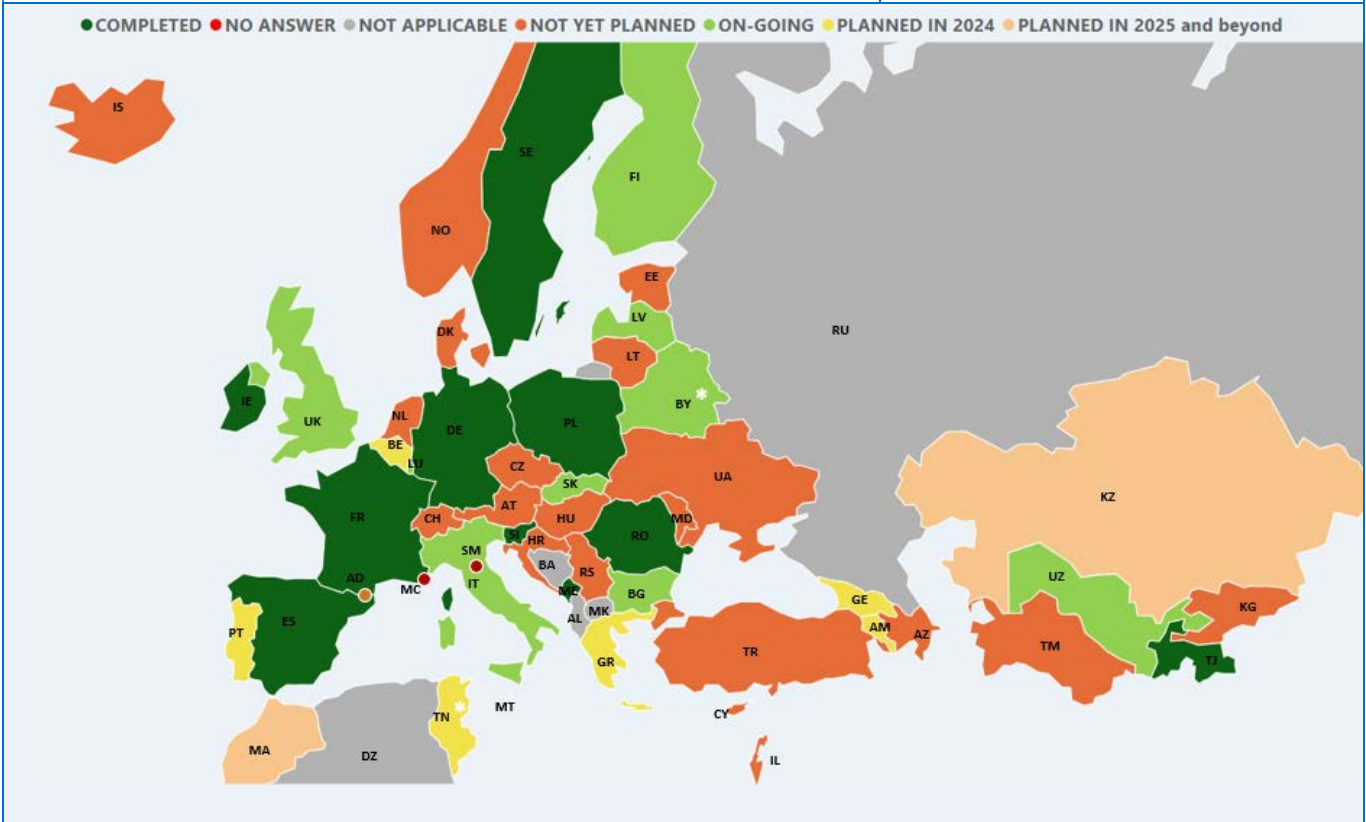 COMPLETED NO ANSWER NOT APPLICABLE NOT YET PLANNED ON-GOING PLANNED IN 2024 PLANNED IN 2025 and beyond
IS
SE
FI
NO
EE
LV
DK
RU
LT
IE
BY
NL
UK
PL
DE
BE
LU
CZ
UA
SK
KZ
AT
FR
CH
HU
MD
SI
RO
HR
SM
BA
RS
UZ
AD
IT
MC
ME
BG
GE
KG
MK
AL
ES
AM
PT
AZ
TM
TR
GR
TJ
MT
CY
TN
MA
DZ
IL